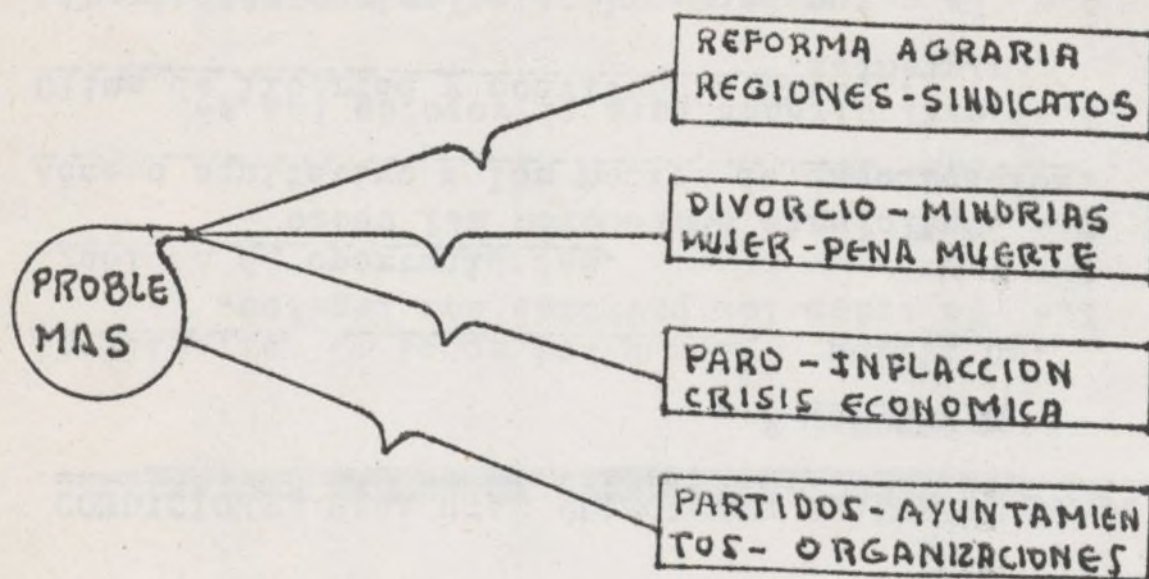 REFORMA AGRARIA
REGIONES-SINDICATOS
DIVORCIO - MINORIAS
MUJER-PENA MUERTE
PROBLE
MAS
PARO - INFLACCION
CRISIS ECONOMICA
PARTIDOS-AYUNTAMIEN
TOS- ORGANIZACIONES